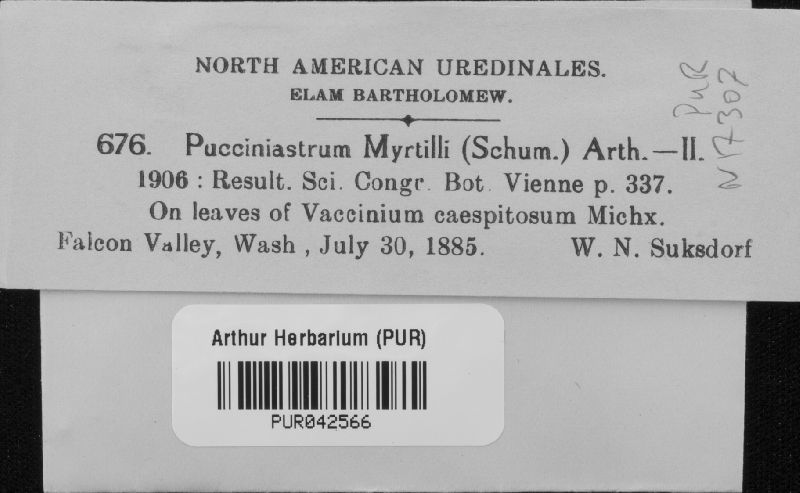 NORTH AMERICAN UREDINALES.
ELAM BARTHOLOMEW.
676. Pucciniastrum Myrtilli (Schum.) Arth.—II.
1906 : Result. Sci. Congr. Bot. Vienne p. 337.
On leaves of Vaccinium caespitosum Michx.
Falcon Valley, Wash , July 30, 1885. W. N. Suksdorf
PUR
N17307
Arthur Herbarium (PUR)
PUR042566